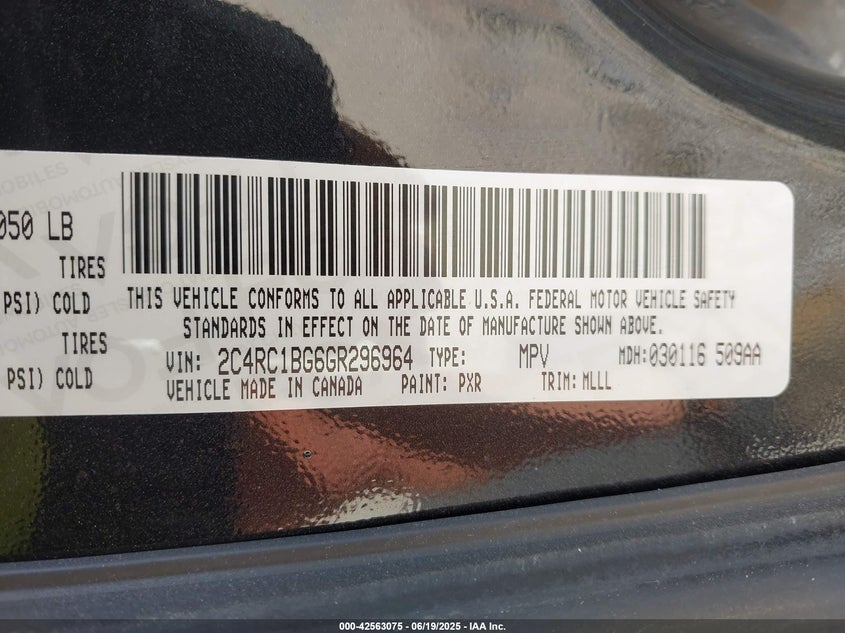 050 LB
TIRES
PSI) COLD
TIRES
PSI) COLD
THIS VEHICLE CONFORMS TO ALL APPLICABLE U.S.A. FEDERAL MOTOR VEHICLE SAFETY
STANDARDS IN EFFECT ON THE DATE OF MANUFACTURE SHOWN ABOVE.
VIN: 2C4RC1BG6GR296964 TYPE: MPV MDH: 030116 509AA
VEHICLE MADE IN CANADA PAINT: PXR TRIM: MLLL
000-42563075 - 06/19/2025 - IAA Inc.